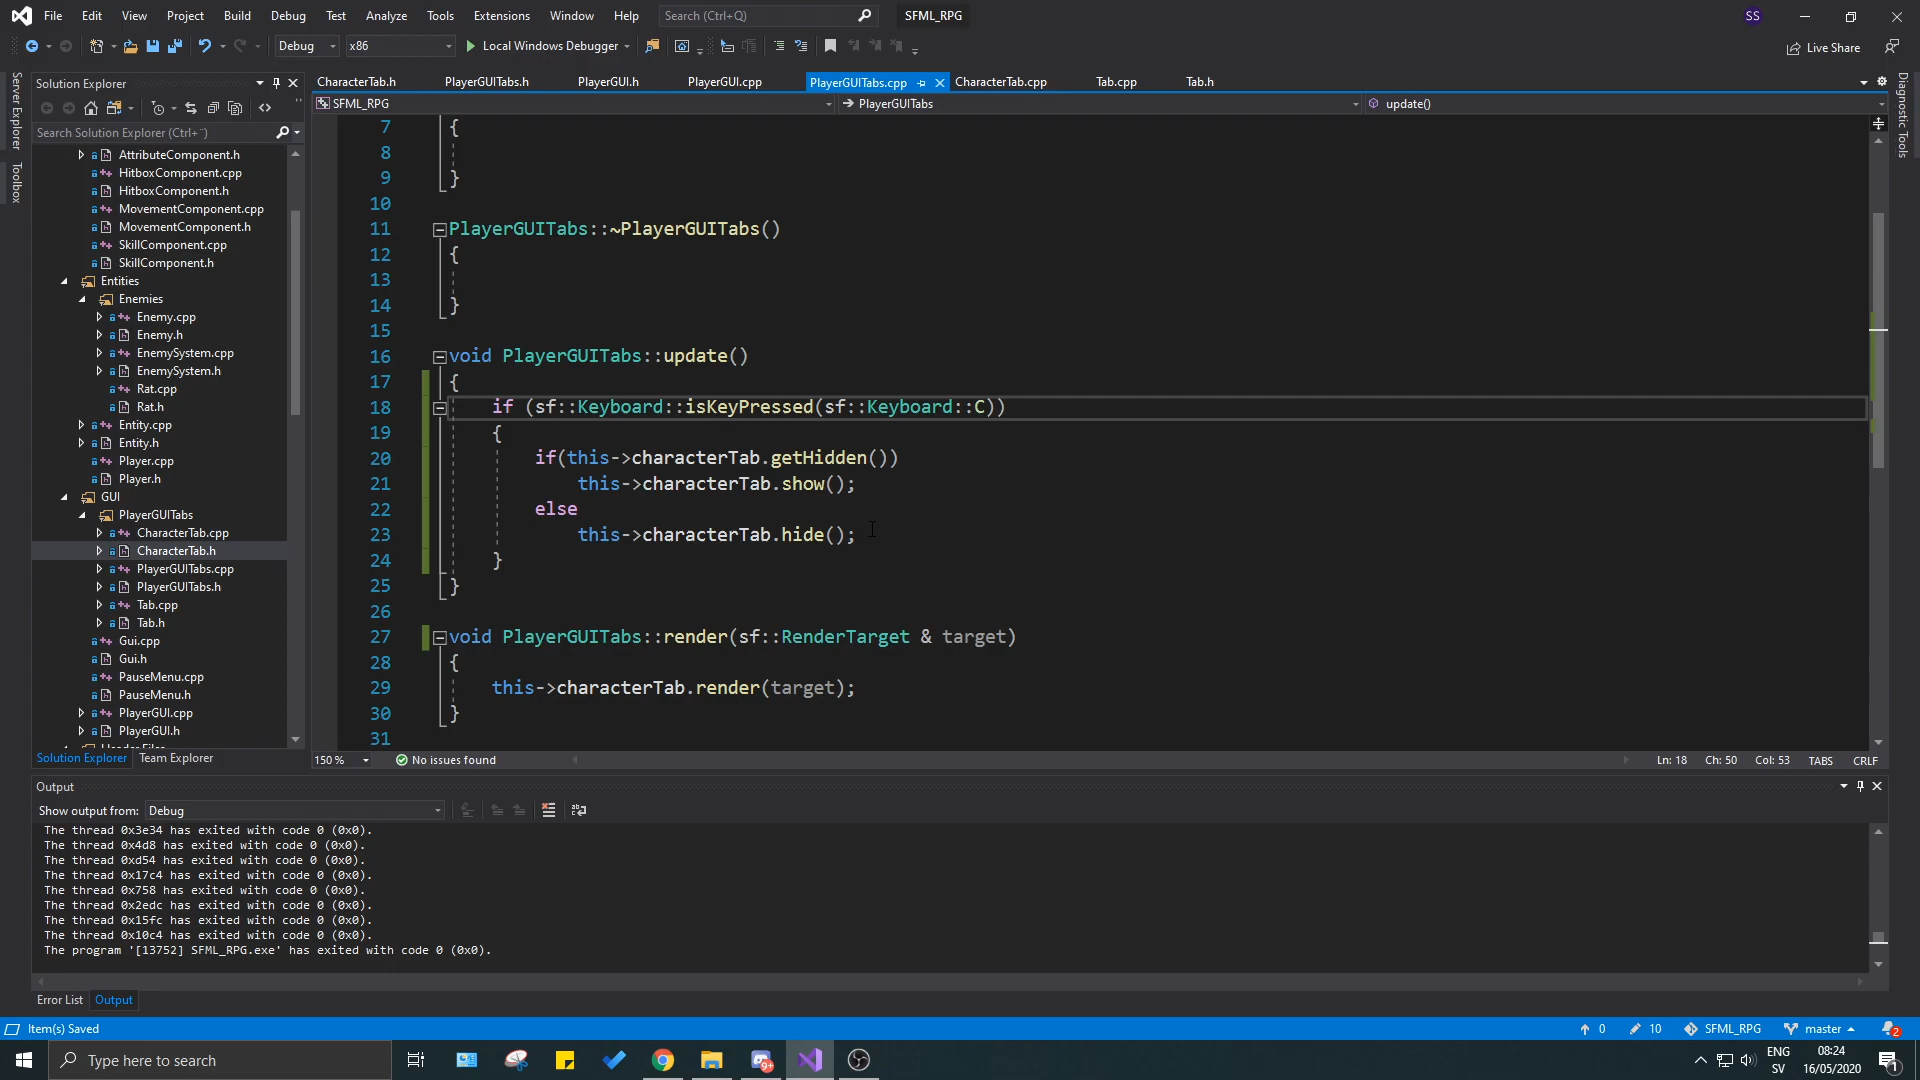 File Edit View Project Build Debug Test Analyze Tools Extensions Window Help Search (Ctrl+Q) SFML_RPG SS
Debug x86 Local Windows Debugger Live Share
Server Explorer
Toolbox
Solution Explorer
Search Solution Explorer (Ctrl+¨)
AttributeComponent.h
HitboxComponent.cpp
HitboxComponent.h
MovementComponent.cpp
MovementComponent.h
SkillComponent.cpp
SkillComponent.h
Entities
Enemies
Enemy.cpp
Enemy.h
EnemySystem.cpp
EnemySystem.h
Rat.cpp
Rat.h
Entity.cpp
Entity.h
Player.cpp
Player.h
GUI
PlayerGUITabs
CharacterTab.cpp
CharacterTab.h
PlayerGUITabs.cpp
PlayerGUITabs.h
Tab.cpp
Tab.h
Gui.cpp
Gui.h
PauseMenu.cpp
PauseMenu.h
PlayerGUI.cpp
PlayerGUI.h
Solution Explorer Team Explorer
CharacterTab.h PlayerGUITabs.h PlayerGUI.h PlayerGUI.cpp PlayerGUITabs.cpp CharacterTab.cpp Tab.cpp Tab.h
SFML_RPG PlayerGUITabs update()
7 {
8
9 }
10
11 PlayerGUITabs::~PlayerGUITabs()
12 {
13
14 }
15
16 void PlayerGUITabs::update()
17 {
18 if (sf::Keyboard::isKeyPressed(sf::Keyboard::C))
19 {
20 if(this->characterTab.getHidden())
21 this->characterTab.show();
22 else
23 this->characterTab.hide();
24 }
25 }
26
27 void PlayerGUITabs::render(sf::RenderTarget & target)
28 {
29 this->characterTab.render(target);
30 }
31
150 % No issues found Ln: 18 Ch: 50 Col: 53 TABS CRLF
Diagnostic Tools
Output
Show output from: Debug
The thread 0x3e34 has exited with code 0 (0x0).
The thread 0x4d8 has exited with code 0 (0x0).
The thread 0xd54 has exited with code 0 (0x0).
The thread 0x17c4 has exited with code 0 (0x0).
The thread 0x758 has exited with code 0 (0x0).
The thread 0x2edc has exited with code 0 (0x0).
The thread 0x15fc has exited with code 0 (0x0).
The thread 0x10c4 has exited with code 0 (0x0).
The program '[13752] SFML_RPG.exe' has exited with code 0 (0x0).
Error List Output
Item(s) Saved 0 10 SFML_RPG master 2
Type here to search 9+ ENG SV 08:24 16/05/2020 1